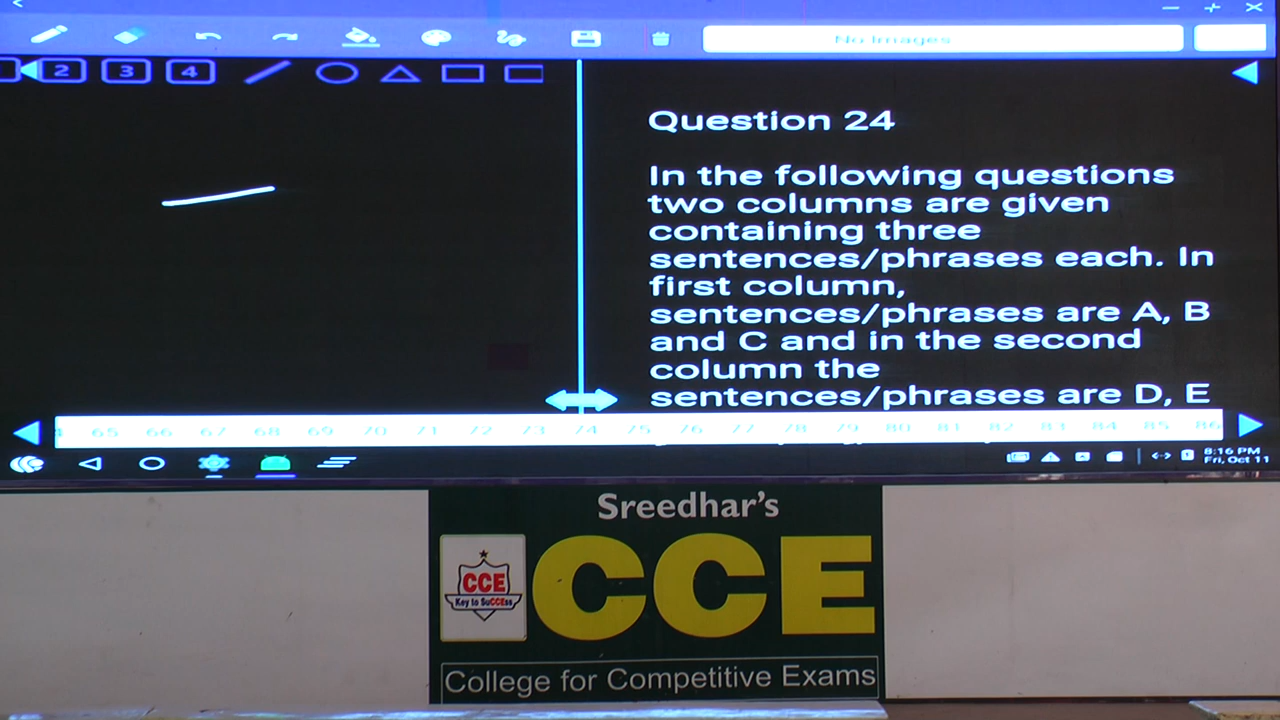 No Images
2 3 4
Question 24
In the following questions
two columns are given
containing three
sentences/phrases each. In
first column,
sentences/phrases are A, B
and C and in the second
column the
sentences/phrases are D, E
65 66 67 68 69 70 71 72 73 74 75 76 77 78 79 80 81 82 83 84 85 86
8:16 PM
Fri, Oct 11
Sreedhar's
CCE
CCE
Key to SuCCEss
College for Competitive Exams